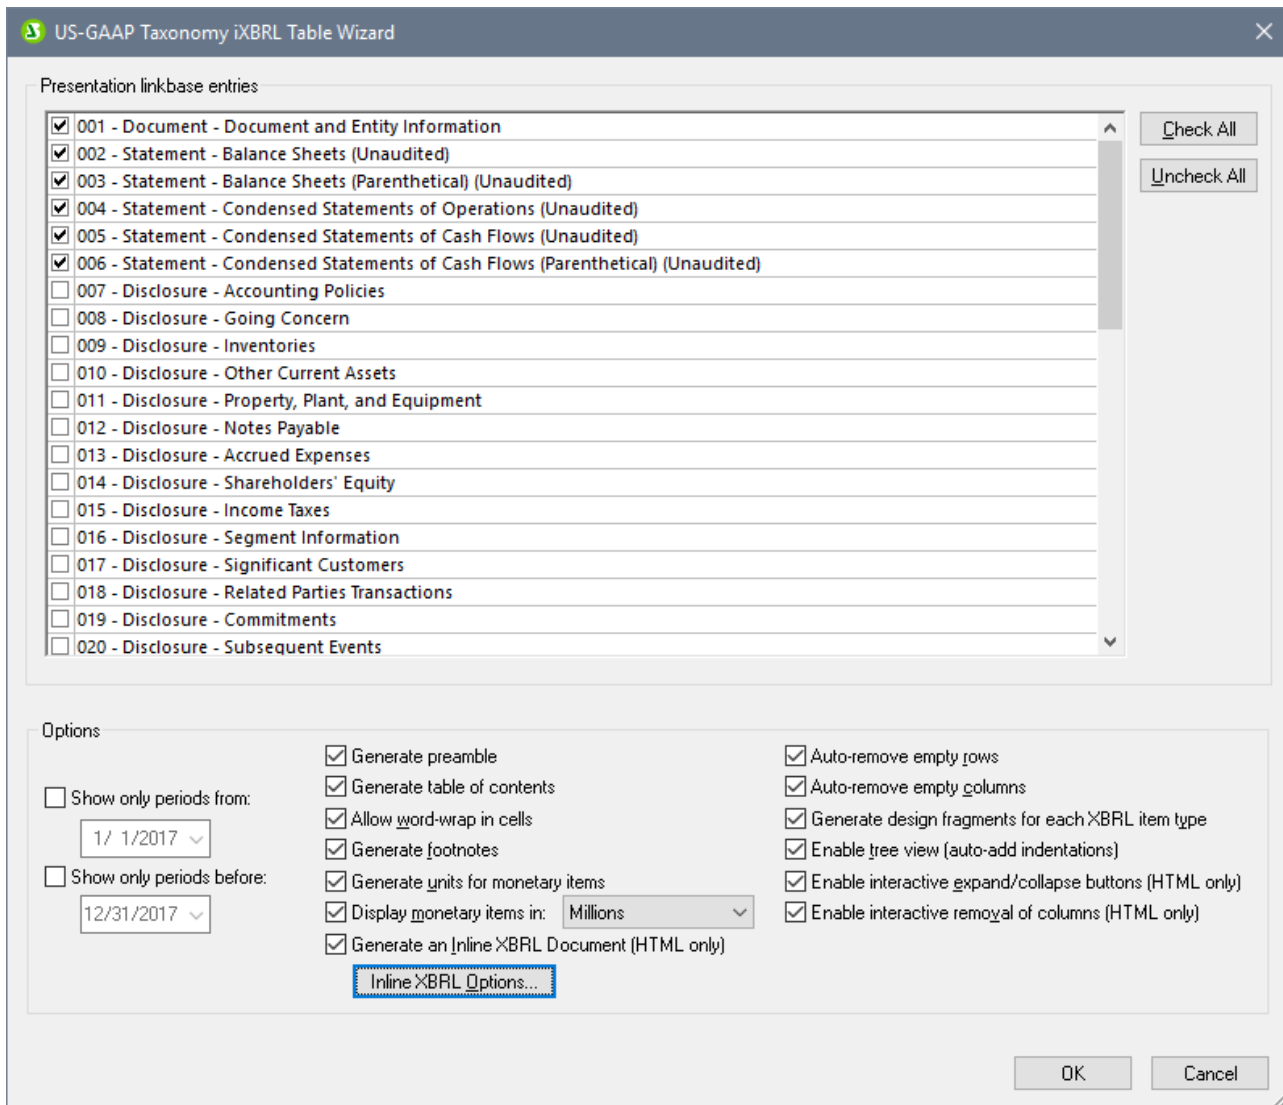 US-GAAP Taxonomy iXBRL Table Wizard
Presentation linkbase entries
001 - Document - Document and Entity Information
002 - Statement - Balance Sheets (Unaudited)
003 - Statement - Balance Sheets (Parenthetical) (Unaudited)
004 - Statement - Condensed Statements of Operations (Unaudited)
005 - Statement - Condensed Statements of Cash Flows (Unaudited)
006 - Statement - Condensed Statements of Cash Flows (Parenthetical) (Unaudited)
007 - Disclosure - Accounting Policies
008 - Disclosure - Going Concern
009 - Disclosure - Inventories
010 - Disclosure - Other Current Assets
011 - Disclosure - Property, Plant, and Equipment
012 - Disclosure - Notes Payable
013 - Disclosure - Accrued Expenses
014 - Disclosure - Shareholders' Equity
015 - Disclosure - Income Taxes
016 - Disclosure - Segment Information
017 - Disclosure - Significant Customers
018 - Disclosure - Related Parties Transactions
019 - Disclosure - Commitments
020 - Disclosure - Subsequent Events
Check All
Uncheck All
Options
Show only periods from:
1/ 1/2017
Show only periods before:
12/31/2017
Generate preamble
Generate table of contents
Allow word-wrap in cells
Generate footnotes
Generate units for monetary items
Display monetary items in: Millions
Generate an Inline XBRL Document (HTML only)
Inline XBRL Options...
Auto-remove empty rows
Auto-remove empty columns
Generate design fragments for each XBRL item type
Enable tree view (auto-add indentations)
Enable interactive expand/collapse buttons (HTML only)
Enable interactive removal of columns (HTML only)
OK
Cancel